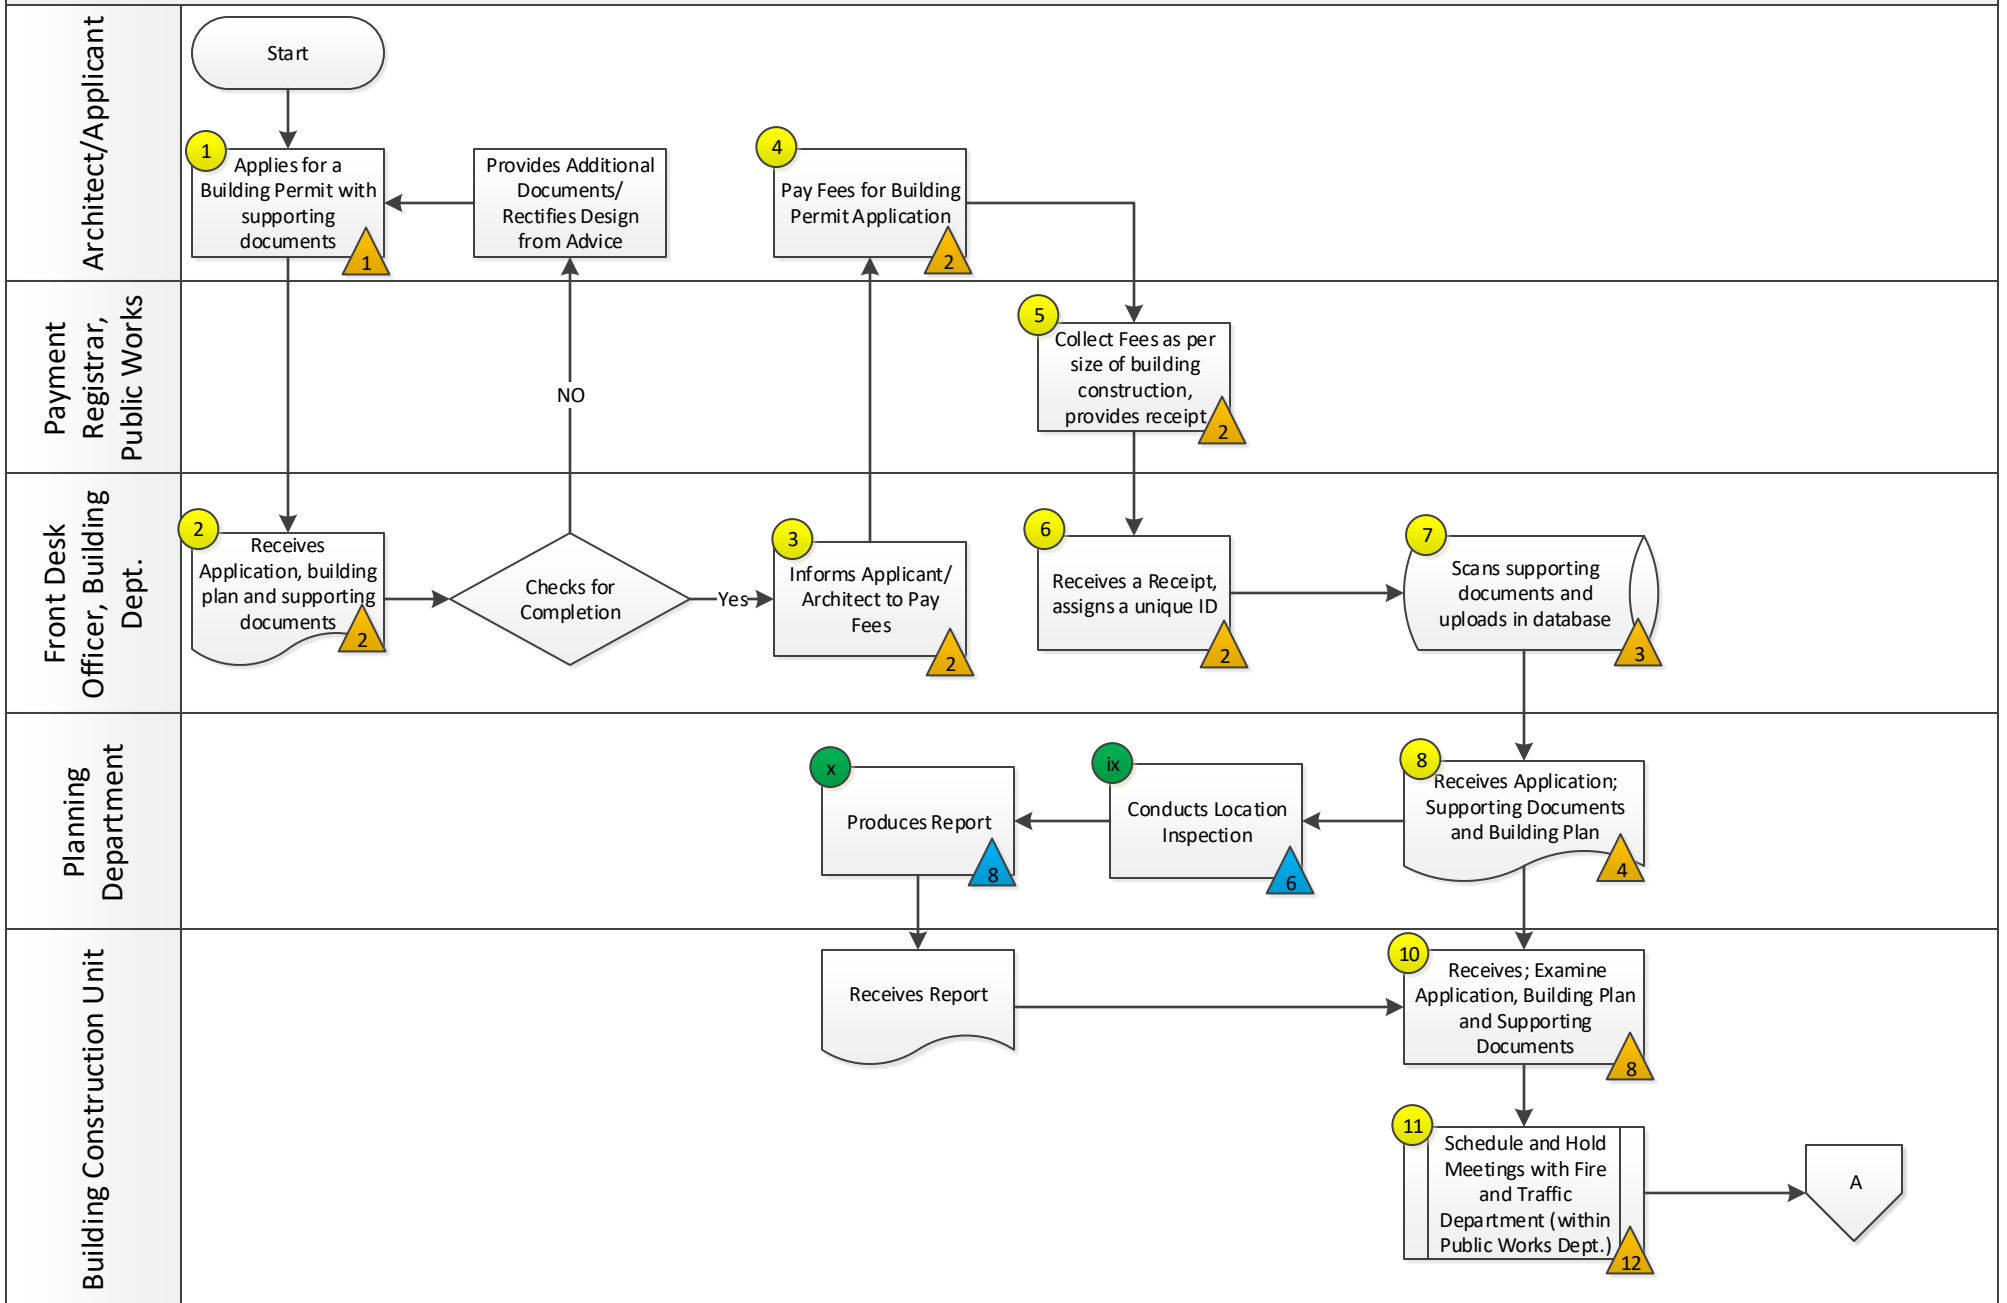 Architect/Applicant
Start
1
Applies for a
Building Permit with
supporting
documents
1
Provides Additional
Documents/
Rectifies Design
from Advice
4
Pay Fees for Building
Permit Application
2
Payment
Registrar,
Public Works
NO
5
Collect Fees as per
size of building
construction,
provides receipt
2
Front Desk
Officer, Building
Dept.
2
Receives
Application, building
plan and supporting
documents
2
Checks for
Completion
Yes
3
Informs Applicant/
Architect to Pay
Fees
2
6
Receives a Receipt,
assigns a unique ID
2
7
Scans supporting
documents and
uploads in database
3
Planning
Department
x
Produces Report
8
ix
Conducts Location
Inspection
6
8
Receives Application;
Supporting Documents
and Building Plan
4
Building Construction Unit
Receives Report
10
Receives; Examine
Application, Building Plan
and Supporting
Documents
8
11
Schedule and Hold
Meetings with Fire
and Traffic
Department (within
Public Works Dept.)
12
A